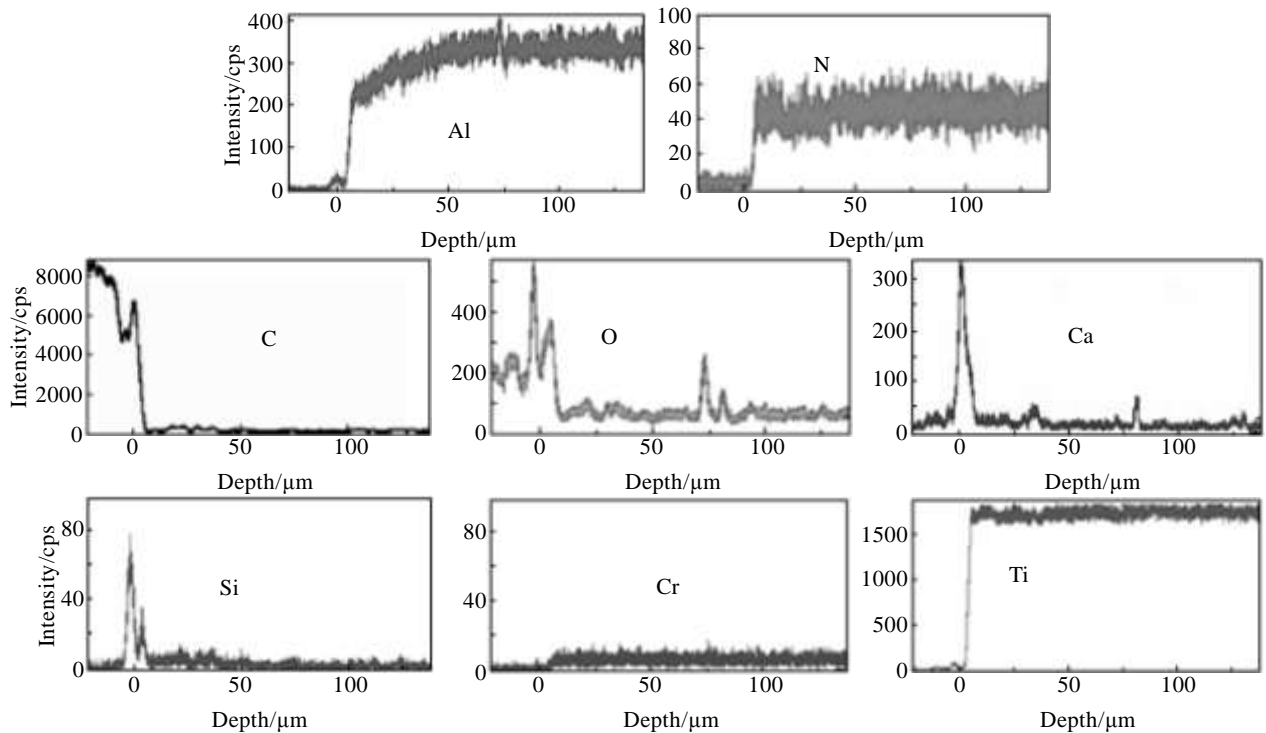 Intensity/cps
400
300
200
100
0
Al
0 50 100
Depth/μm
100
80
60
40
20
0
N
0 50 100
Depth/μm
Intensity/cps
8000
6000
4000
2000
0
C
0 50 100
Depth/μm
400
200
0
O
0 50 100
Depth/μm
300
200
100
0
Ca
0 50 100
Depth/μm
Intensity/cps
80
40
0
Si
0 50 100
Depth/μm
80
40
0
Cr
0 50 100
Depth/μm
1500
1000
500
0
Ti
0 50 100
Depth/μm